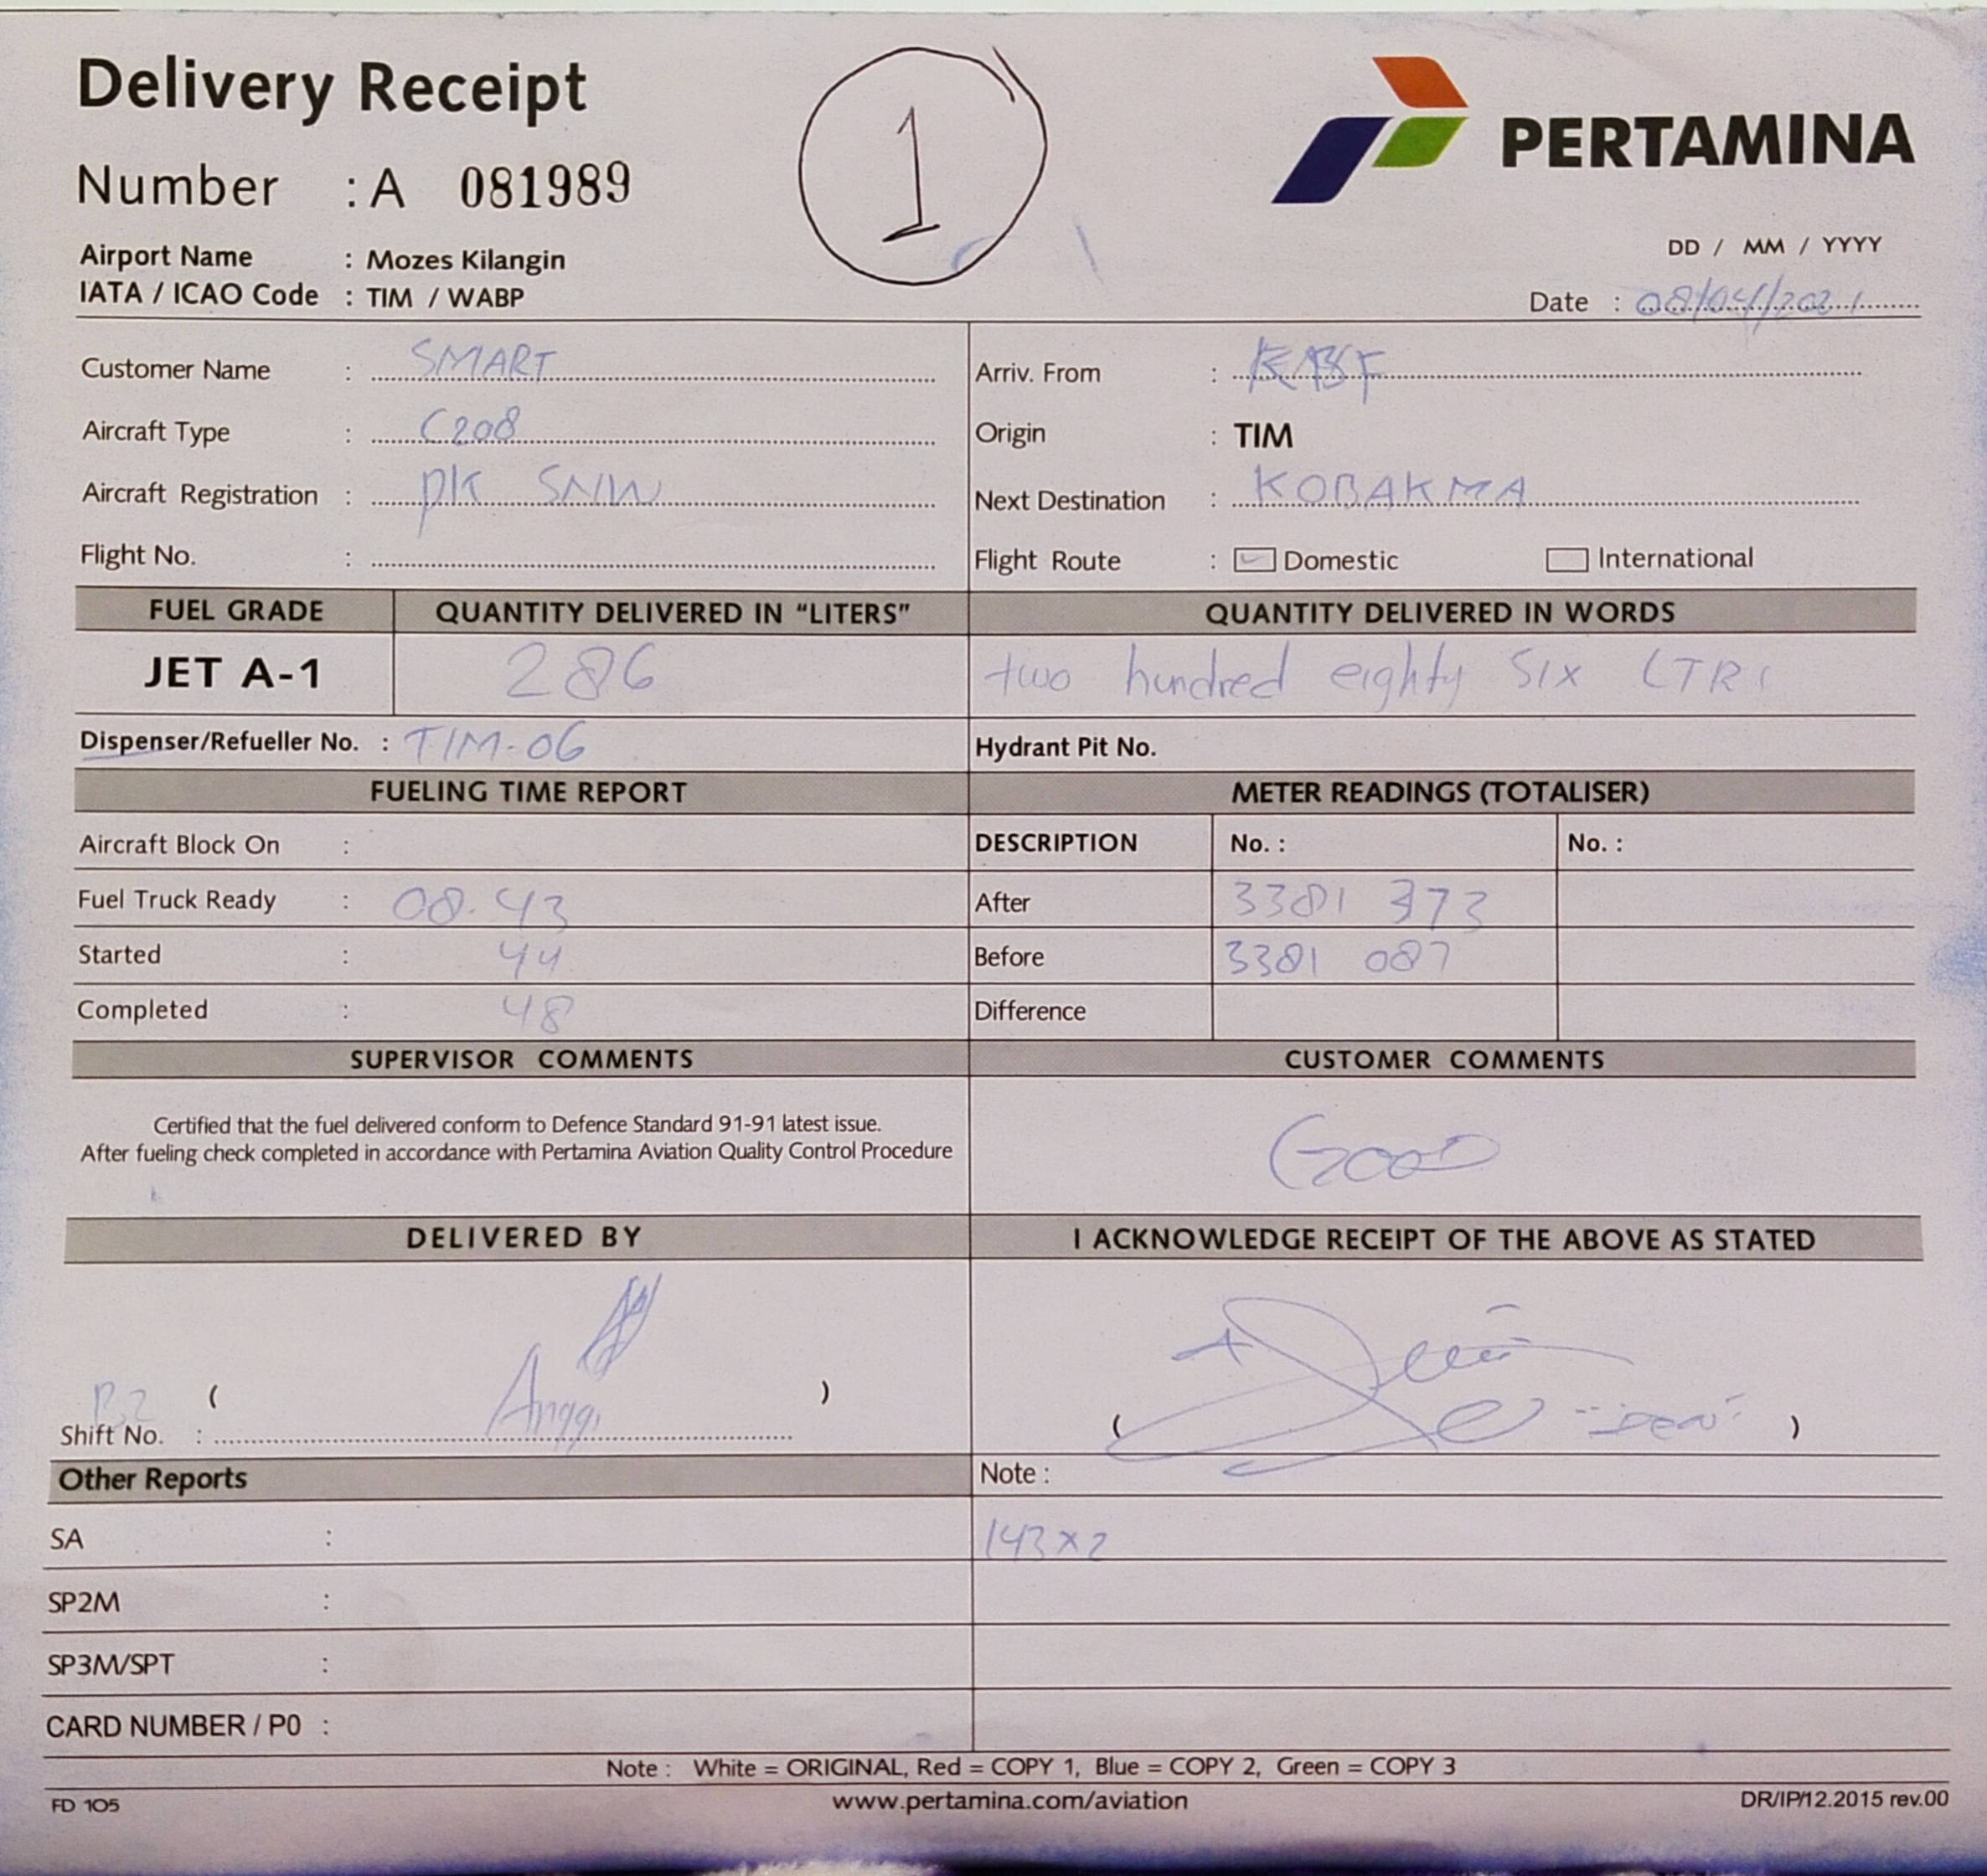 Delivery Receipt
1
PERTAMINA
Number : A 081989
Airport Name : Mozes Kilangin
DD / MM / YYYY
IATA / ICAO Code : TIM / WABP
Date : 08/04/2021
Customer Name : SMART
Arriv. From :
Aircraft Type : C208
Origin : TIM
Aircraft Registration : PK SNW
Next Destination : KOBAKMA
Flight No. :
Flight Route : Domestic International
FUEL GRADE QUANTITY DELIVERED IN "LITERS" QUANTITY DELIVERED IN WORDS
JET A-1 286 two hundred eighty six LTRS
Dispenser/Refueller No. : TIM-06 Hydrant Pit No.
FUELING TIME REPORT METER READINGS (TOTALISER)
Aircraft Block On : DESCRIPTION No. : No. :
Fuel Truck Ready : 08.43 After 3381 373
Started : 44 Before 3381 087
Completed : 48 Difference
SUPERVISOR COMMENTS CUSTOMER COMMENTS
Certified that the fuel delivered conform to Defence Standard 91-91 latest issue.
After fueling check completed in accordance with Pertamina Aviation Quality Control Procedure
GOOD
DELIVERED BY I ACKNOWLEDGE RECEIPT OF THE ABOVE AS STATED
( Anggi ) ( )
Shift No. :
Other Reports Note :
SA : 143x2
SP2M :
SP3M/SPT :
CARD NUMBER / P0 :
Note : White = ORIGINAL, Red = COPY 1, Blue = COPY 2, Green = COPY 3
FD 105 www.pertamina.com/aviation DR/IP/12.2015 rev.00